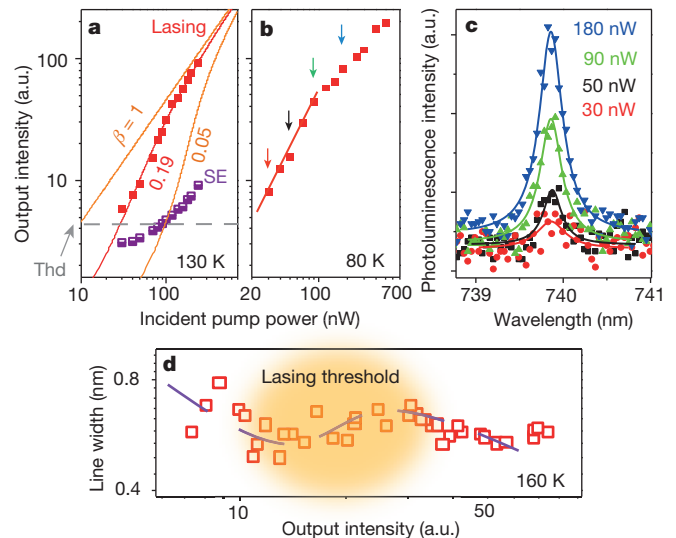 a
Lasing
β = 1
0.19
0.05
SE
Thd
130 K
Output intensity (a.u.)
100
10
10
100
Incident pump power (nW)
b
80 K
20
100
700
c
180 nW
90 nW
50 nW
30 nW
Photoluminescence intensity (a.u.)
739
740
741
Wavelength (nm)
d
Lasing threshold
160 K
Line width (nm)
0.8
0.4
10
50
Output intensity (a.u.)